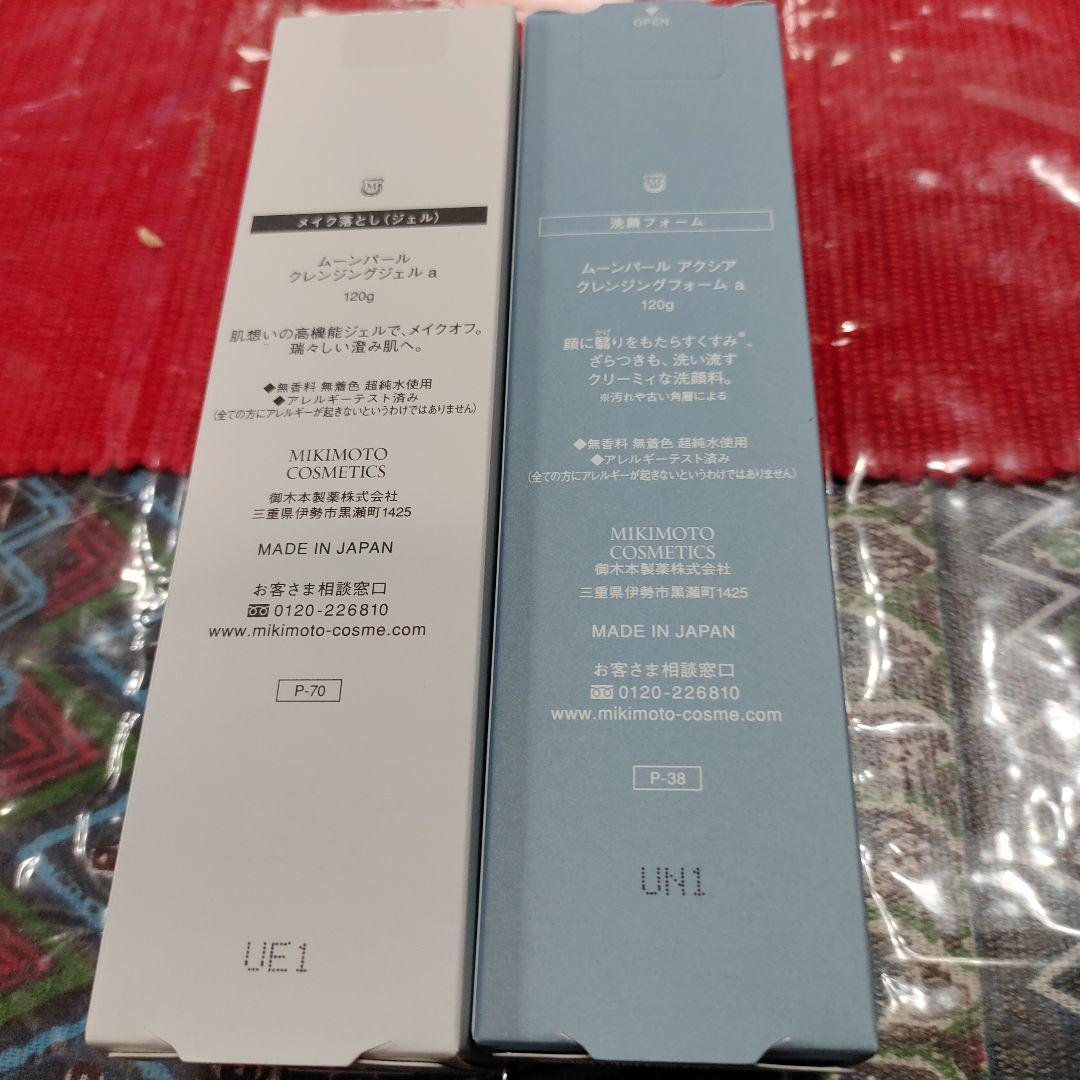 M
メイク落とし(ジェル)
ムーンパール
クレンジングジェル a
120g
肌想いの高機能ジェルで、メイクオフ。
瑞々しい澄み肌へ。
◆無香料 無着色 超純水使用
◆アレルギーテスト済み
(全ての方にアレルギーが起きないというわけではありません)
MIKIMOTO
COSMETICS
御木本製薬株式会社
三重県伊勢市黒瀬町1425
MADE IN JAPAN
お客さま相談窓口
0120-226810
www.mikimoto-cosme.com
P-70
UE1
OPEN
M
洗顔フォーム
ムーンパール アクシア
クレンジングフォーム a
120g
かげ
顔に翳りをもたらすくすみ※、
ざらつきも、洗い流す
クリーミィな洗顔料。
※汚れや古い角層による
◆無香料 無着色 超純水使用
◆アレルギーテスト済み
(全ての方にアレルギーが起きないというわけではありません)
MIKIMOTO
COSMETICS
御木本製薬株式会社
三重県伊勢市黒瀬町1425
MADE IN JAPAN
お客さま相談窓口
0120-226810
www.mikimoto-cosme.com
P-38
UN1